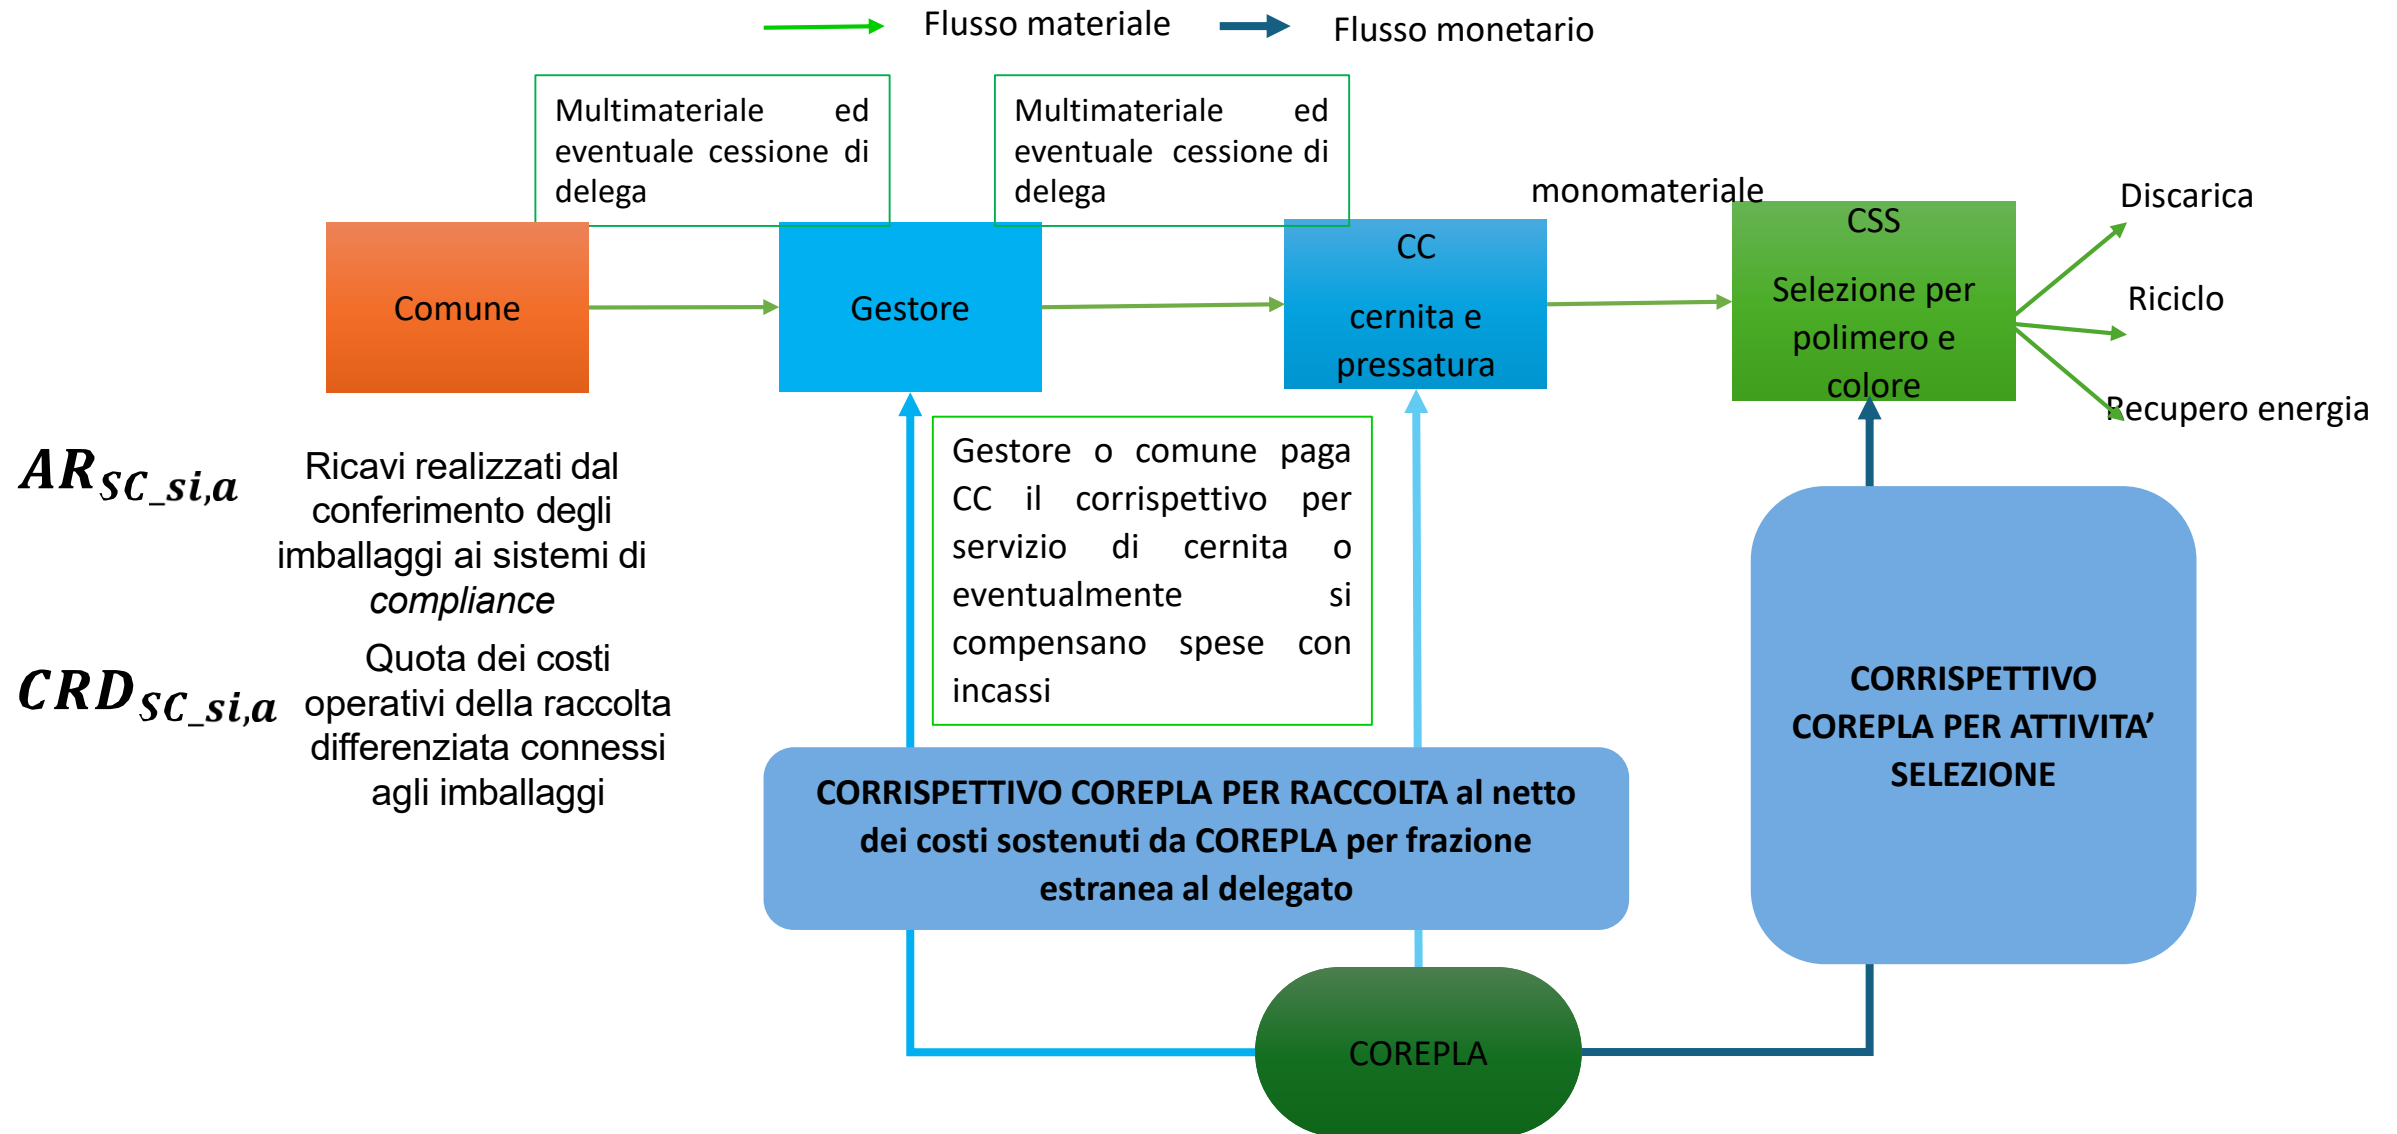 Flusso materiale
Flusso monetario
Multimateriale ed
eventuale cessione di
delega
Multimateriale ed
eventuale cessione di
delega
monomateriale
Comune
Gestore
CC
cernita e
pressatura
CSS
Selezione per
polimero e
colore
Discarica
Riciclo
Recupero energia
AR_{SC_si,a}
Ricavi realizzati dal
conferimento degli
imballaggi ai sistemi di
compliance
CRD_{SC_si,a}
Quota dei costi
operativi della raccolta
differenziata connessi
agli imballaggi
Gestore o comune paga
CC il corrispettivo per
servizio di cernita o
eventualmente si
compensano spese con
incassi
CORRISPETTIVO COREPLA PER RACCOLTA al netto
dei costi sostenuti da COREPLA per frazione
estranea al delegato
CORRISPETTIVO
COREPLA PER ATTIVITA’
SELEZIONE
COREPLA